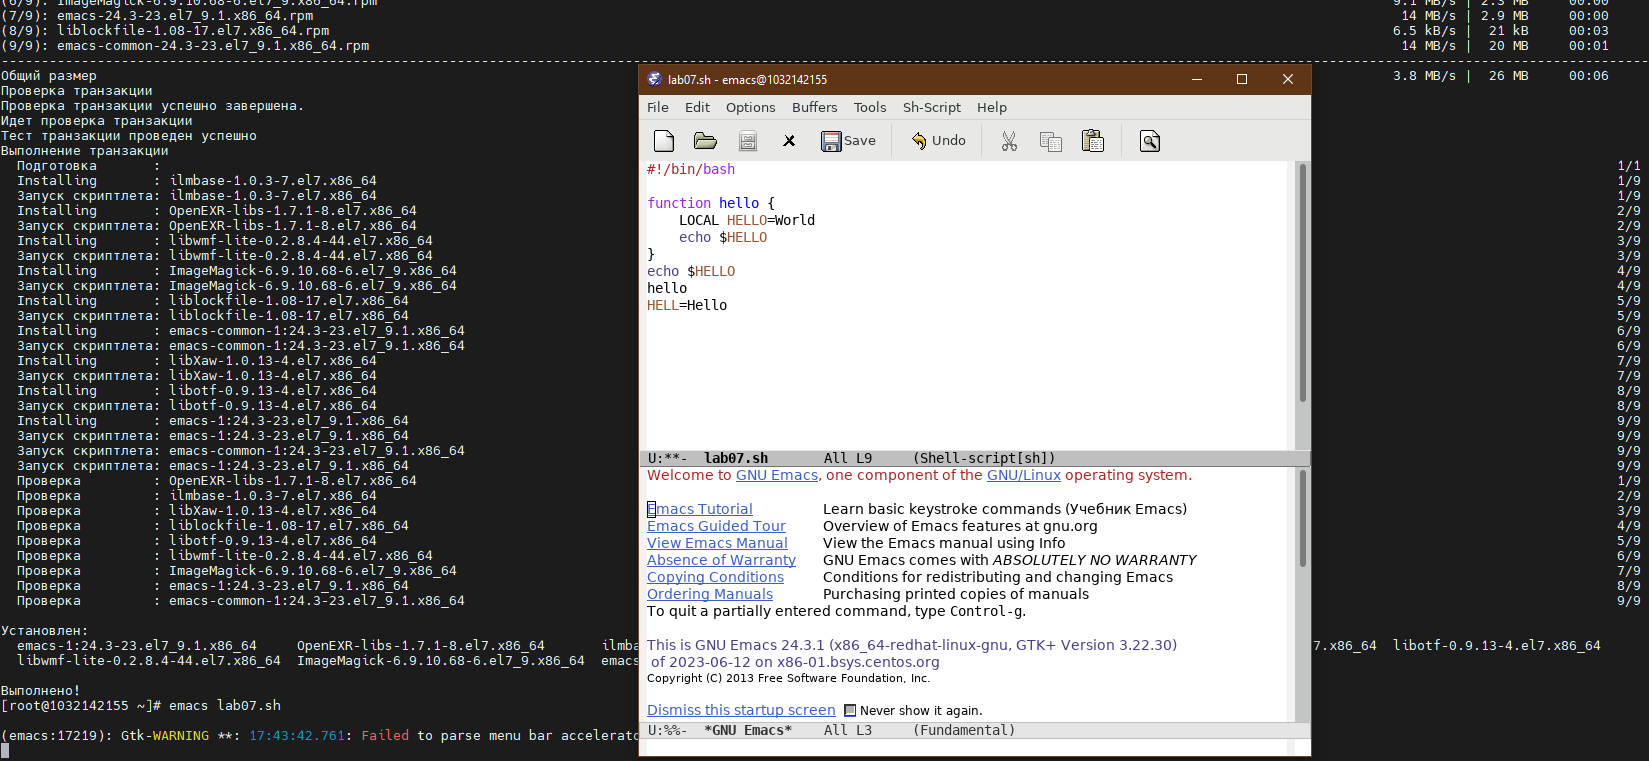 (6/9): ImageMagick-6.9.10.68-6.el7_9.x86_64.rpm 9.1 MB/s | 2.3 MB 00:00
(7/9): emacs-24.3-23.el7_9.1.x86_64.rpm 14 MB/s | 2.9 MB 00:00
(8/9): liblockfile-1.08-17.el7.x86_64.rpm 6.5 kB/s | 21 kB 00:03
(9/9): emacs-common-24.3-23.el7_9.1.x86_64.rpm 14 MB/s | 20 MB 00:01
Общий размер 3.8 MB/s | 26 MB 00:06
Проверка транзакции
Проверка транзакции успешно завершена.
Идет проверка транзакции
Тест транзакции проведен успешно
Выполнение транзакции
Подготовка : 1/1
Installing : ilmbase-1.0.3-7.el7.x86_64 1/9
Запуск скриптлета: ilmbase-1.0.3-7.el7.x86_64 1/9
Installing : OpenEXR-libs-1.7.1-8.el7.x86_64 2/9
Запуск скриптлета: OpenEXR-libs-1.7.1-8.el7.x86_64 2/9
Installing : libwmf-lite-0.2.8.4-44.el7.x86_64 3/9
Запуск скриптлета: libwmf-lite-0.2.8.4-44.el7.x86_64 3/9
Installing : ImageMagick-6.9.10.68-6.el7_9.x86_64 4/9
Запуск скриптлета: ImageMagick-6.9.10.68-6.el7_9.x86_64 4/9
Installing : liblockfile-1.08-17.el7.x86_64 5/9
Запуск скриптлета: liblockfile-1.08-17.el7.x86_64 5/9
Installing : emacs-common-1:24.3-23.el7_9.1.x86_64 6/9
Запуск скриптлета: emacs-common-1:24.3-23.el7_9.1.x86_64 6/9
Installing : libXaw-1.0.13-4.el7.x86_64 7/9
Запуск скриптлета: libXaw-1.0.13-4.el7.x86_64 7/9
Installing : libotf-0.9.13-4.el7.x86_64 8/9
Запуск скриптлета: libotf-0.9.13-4.el7.x86_64 8/9
Installing : emacs-1:24.3-23.el7_9.1.x86_64 9/9
Запуск скриптлета: emacs-1:24.3-23.el7_9.1.x86_64 9/9
Запуск скриптлета: emacs-common-1:24.3-23.el7_9.1.x86_64 9/9
Запуск скриптлета: emacs-1:24.3-23.el7_9.1.x86_64 9/9
Проверка : OpenEXR-libs-1.7.1-8.el7.x86_64 1/9
Проверка : ilmbase-1.0.3-7.el7.x86_64 2/9
Проверка : libXaw-1.0.13-4.el7.x86_64 3/9
Проверка : liblockfile-1.08-17.el7.x86_64 4/9
Проверка : libotf-0.9.13-4.el7.x86_64 5/9
Проверка : libwmf-lite-0.2.8.4-44.el7.x86_64 6/9
Проверка : ImageMagick-6.9.10.68-6.el7_9.x86_64 7/9
Проверка : emacs-1:24.3-23.el7_9.1.x86_64 8/9
Проверка : emacs-common-1:24.3-23.el7_9.1.x86_64 9/9
Установлен:
emacs-1:24.3-23.el7_9.1.x86_64 OpenEXR-libs-1.7.1-8.el7.x86_64 ilmba 7.x86_64 libotf-0.9.13-4.el7.x86_64
libwmf-lite-0.2.8.4-44.el7.x86_64 ImageMagick-6.9.10.68-6.el7_9.x86_64 emacs
Выполнено!
[root@1032142155 ~]# emacs lab07.sh
(emacs:17219): Gtk-WARNING **: 17:43:42.761: Failed to parse menu bar accelerato
lab07.sh - emacs@1032142155
File Edit Options Buffers Tools Sh-Script Help
Save Undo
#!/bin/bash
function hello {
    LOCAL HELLO=World
    echo $HELLO
}
echo $HELLO
hello
HELL=Hello
U:**- lab07.sh All L9 (Shell-script[sh])
Welcome to GNU Emacs, one component of the GNU/Linux operating system.
Emacs Tutorial Learn basic keystroke commands (Учебник Emacs)
Emacs Guided Tour Overview of Emacs features at gnu.org
View Emacs Manual View the Emacs manual using Info
Absence of Warranty GNU Emacs comes with ABSOLUTELY NO WARRANTY
Copying Conditions Conditions for redistributing and changing Emacs
Ordering Manuals Purchasing printed copies of manuals
To quit a partially entered command, type Control-g.
This is GNU Emacs 24.3.1 (x86_64-redhat-linux-gnu, GTK+ Version 3.22.30)
of 2023-06-12 on x86-01.bsys.centos.org
Copyright (C) 2013 Free Software Foundation, Inc.
Dismiss this startup screen Never show it again.
U:%%- *GNU Emacs* All L3 (Fundamental)